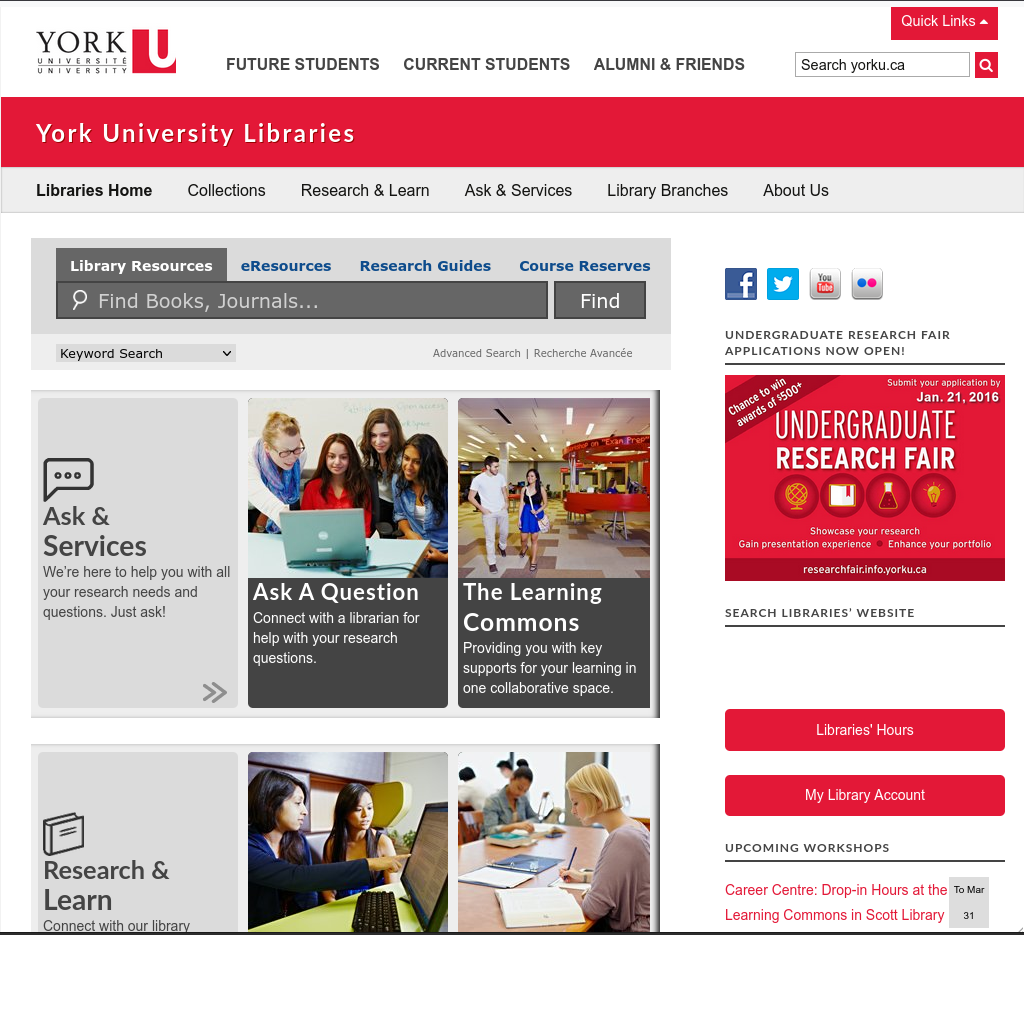 Quick Links
YORK U
UNIVERSITÉ
UNIVERSITY
FUTURE STUDENTS CURRENT STUDENTS ALUMNI & FRIENDS
Search yorku.ca
York University Libraries
Libraries Home Collections Research & Learn Ask & Services Library Branches About Us
Library Resources eResources Research Guides Course Reserves
Find Books, Journals... Find
Keyword Search
Advanced Search | Recherche Avancée
Ask &
Services
We're here to help you with all
your research needs and
questions. Just ask!
Ask A Question
Connect with a librarian for
help with your research
questions.
on "Exam Prep"
The Learning
Commons
Providing you with key
supports for your learning in
one collaborative space.
Research &
Learn
Connect with our library
You
Tube
UNDERGRADUATE RESEARCH FAIR
APPLICATIONS NOW OPEN!
Chance to win
awards of $500+
Submit your application by
Jan. 21, 2016
UNDERGRADUATE
RESEARCH FAIR
Showcase your research
Gain presentation experience Enhance your portfolio
researchfair.info.yorku.ca
SEARCH LIBRARIES' WEBSITE
Libraries' Hours
My Library Account
UPCOMING WORKSHOPS
Career Centre: Drop-in Hours at the
Learning Commons in Scott Library
To Mar
31